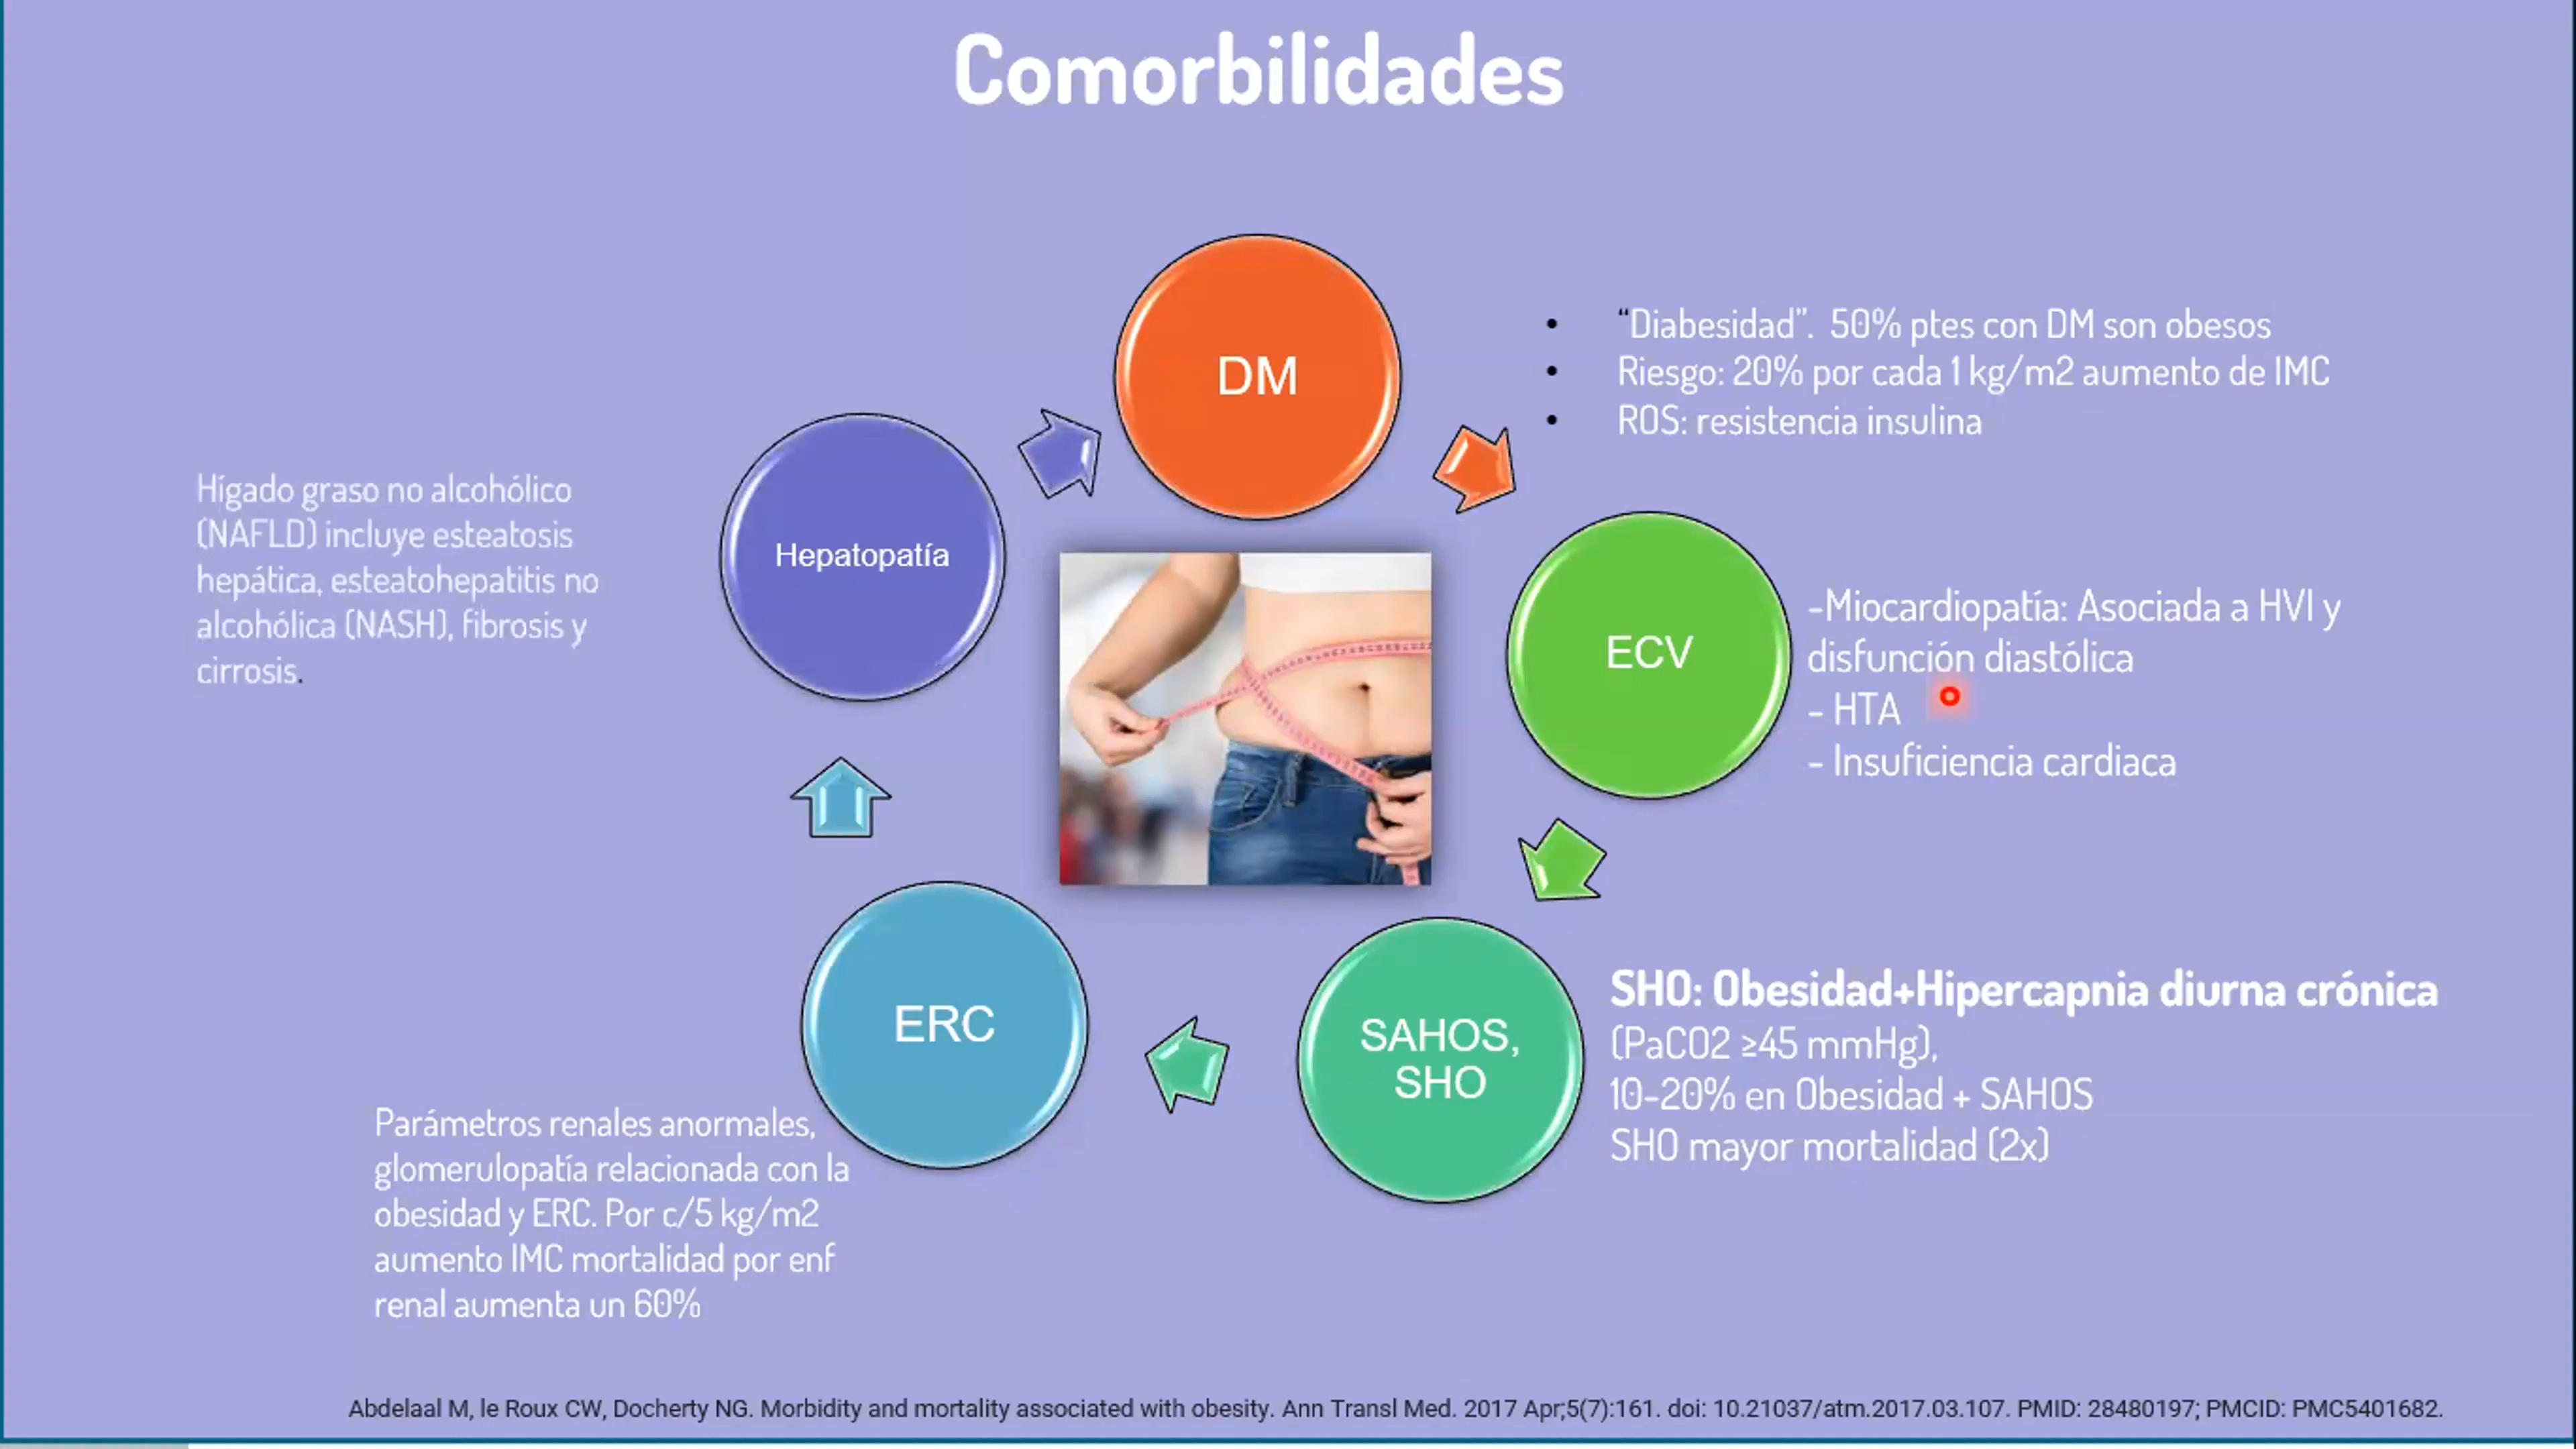 Comorbilidades
DM
“Diabesidad”. 50% ptes con DM son obesos
Riesgo: 20% por cada 1 kg/m2 aumento de IMC
ROS: resistencia insulina
ECV
-Miocardiopatía: Asociada a HVI y
disfunción diastólica
- HTA
- Insuficiencia cardiaca
SAHOS,
SHO
SHO: Obesidad+Hipercapnia diurna crónica
(PaCO2 ≥45 mmHg),
10-20% en Obesidad + SAHOS
SHO mayor mortalidad (2x)
ERC
Parámetros renales anormales,
glomerulopatía relacionada con la
obesidad y ERC. Por c/5 kg/m2
aumento IMC mortalidad por enf
renal aumenta un 60%
Hepatopatía
Hígado graso no alcohólico
(NAFLD) incluye esteatosis
hepática, esteatohepatitis no
alcohólica (NASH), fibrosis y
cirrosis.
Abdelaal M, le Roux CW, Docherty NG. Morbidity and mortality associated with obesity. Ann Transl Med. 2017 Apr;5(7):161. doi: 10.21037/atm.2017.03.107. PMID: 28480197; PMCID: PMC5401682.